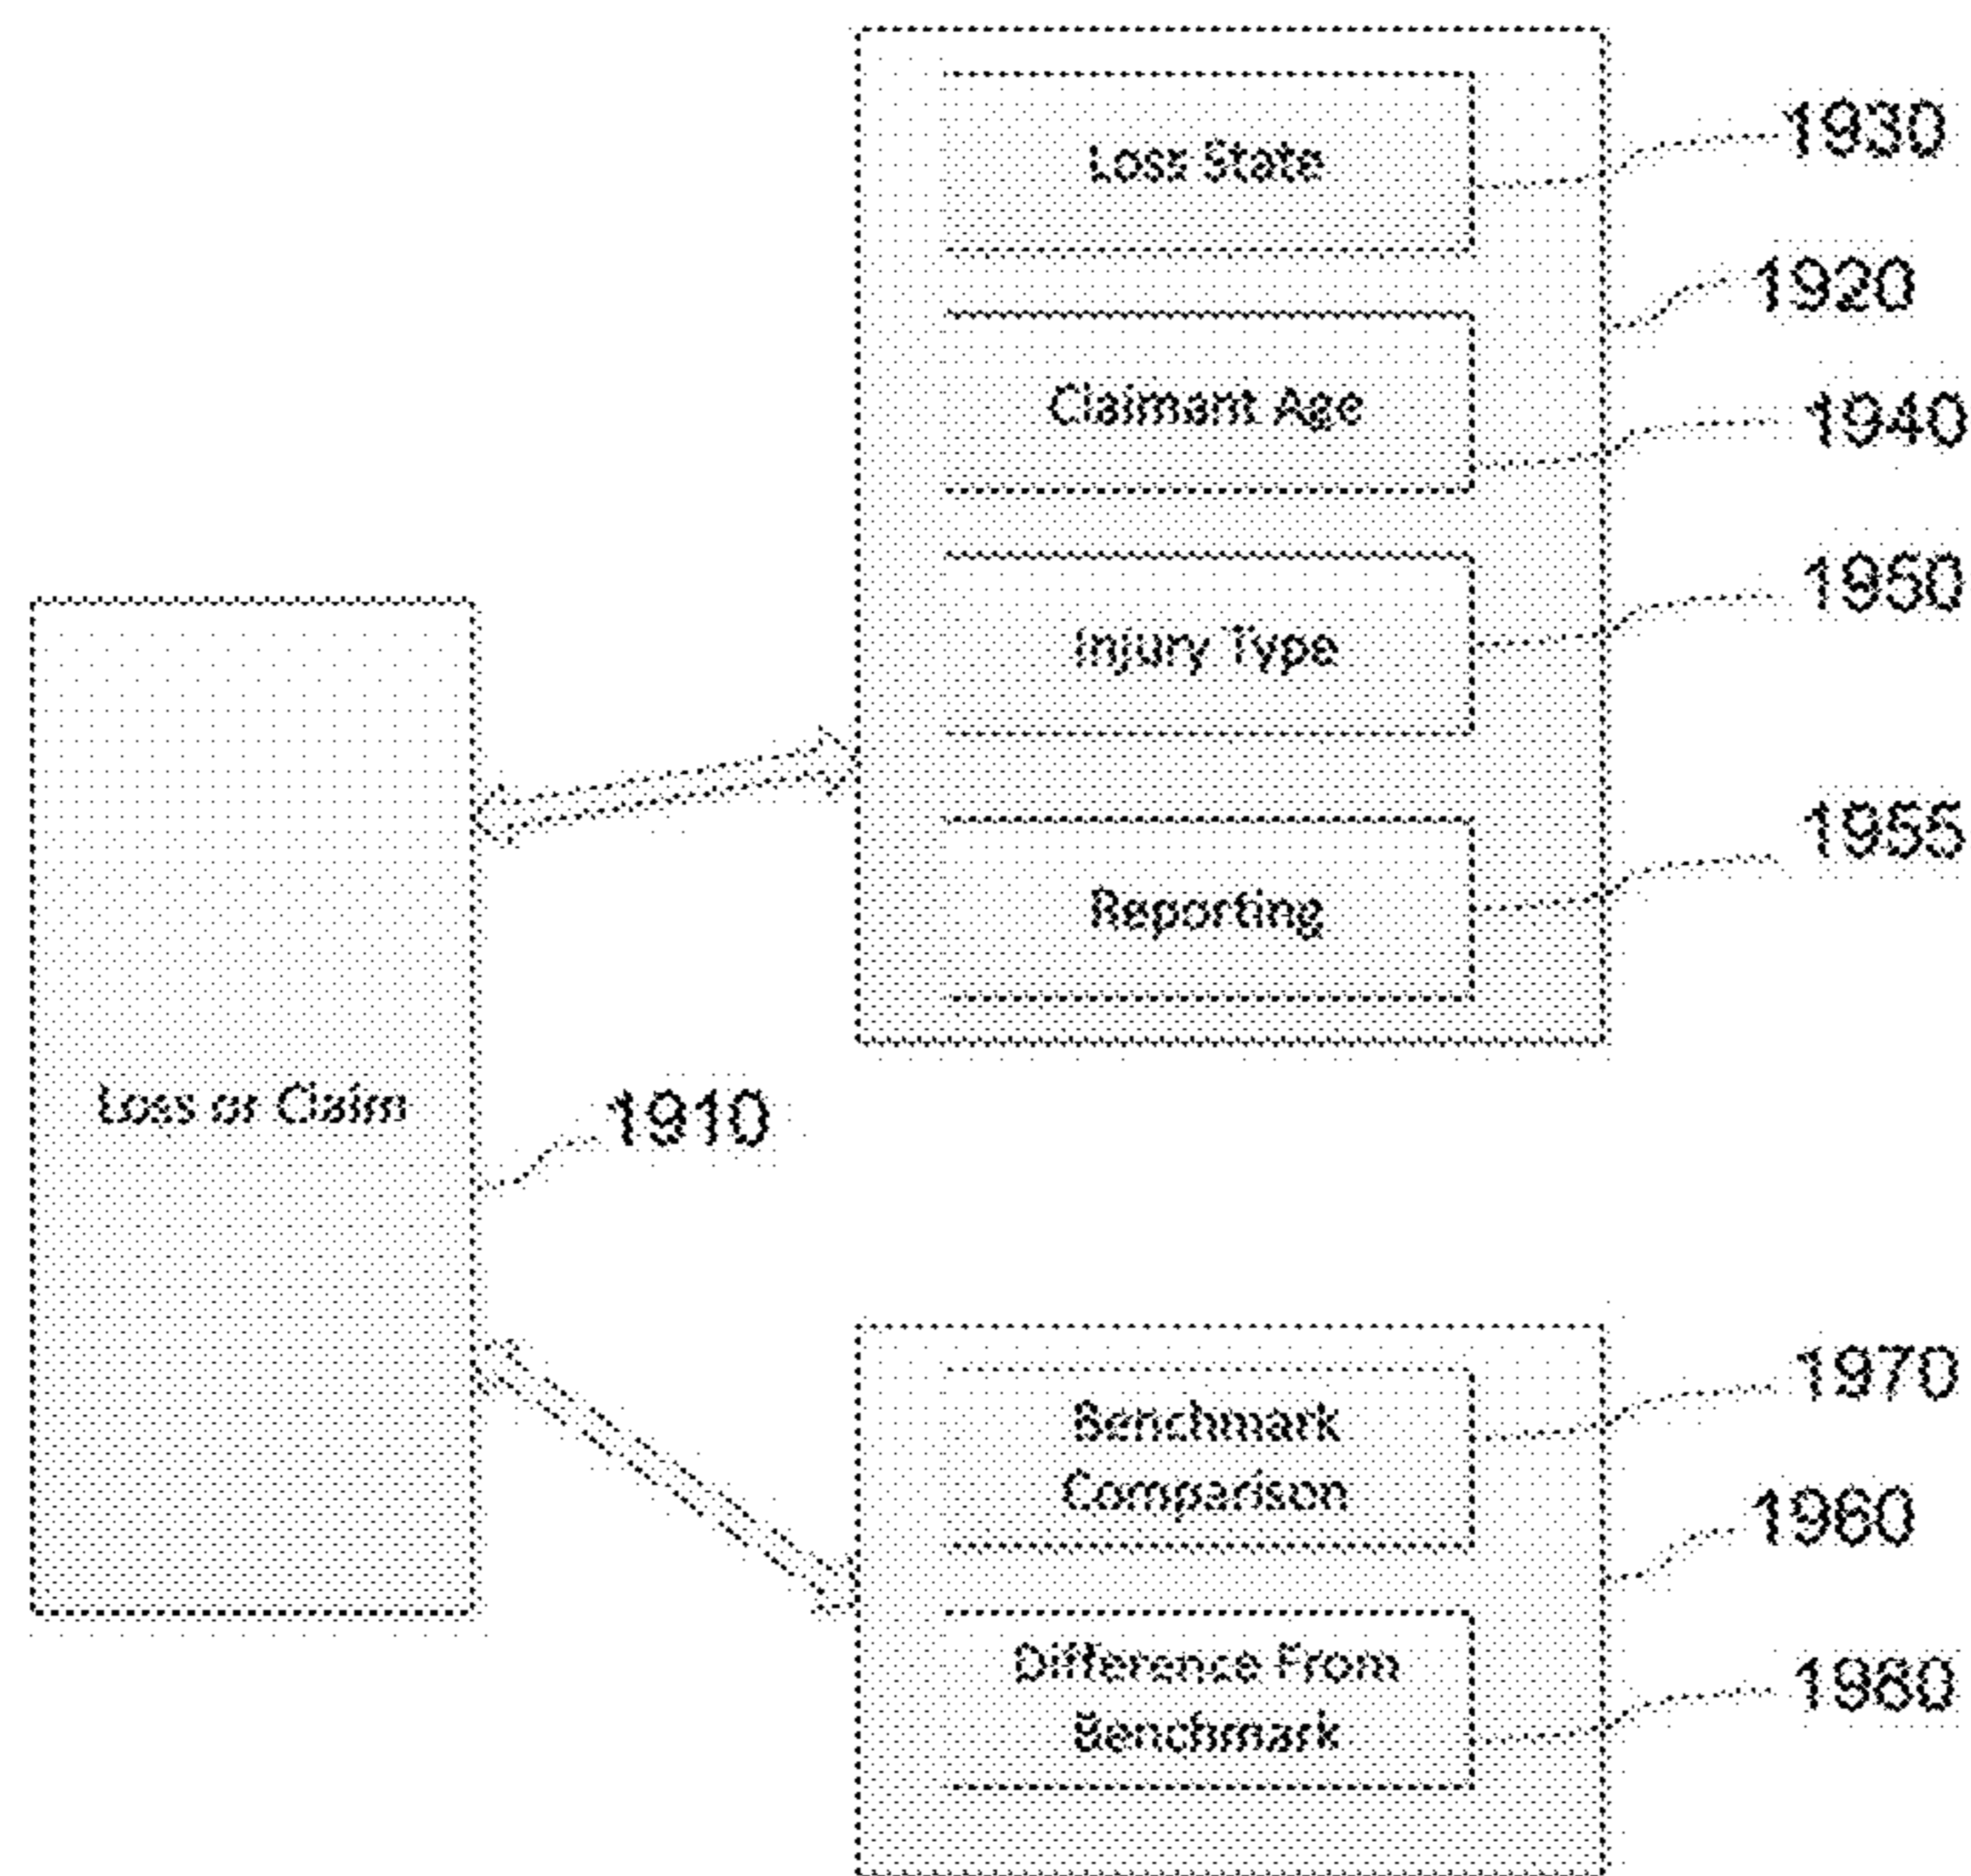 Loss State
1930
1920
Claimant Age
1940
Injury Type
1950
Reporting
1955
Loss or Claim
1910
Benchmark
Comparison
1970
1960
Difference From
Benchmark
1980